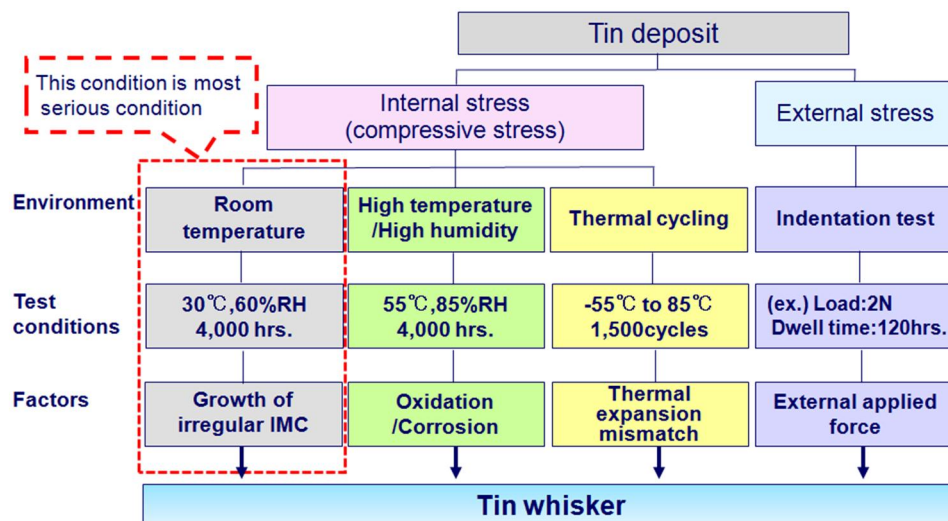 Tin deposit
This condition is most
serious condition
Internal stress
(compressive stress)
External stress
Environment
Room
temperature
High temperature
/High humidity
Thermal cycling
Indentation test
Test
conditions
30℃,60%RH
4,000 hrs.
55℃,85%RH
4,000 hrs.
-55℃ to 85℃
1,500cycles
(ex.) Load:2N
Dwell time:120hrs.
Factors
Growth of
irregular IMC
Oxidation
/Corrosion
Thermal
expansion
mismatch
External applied
force
Tin whisker